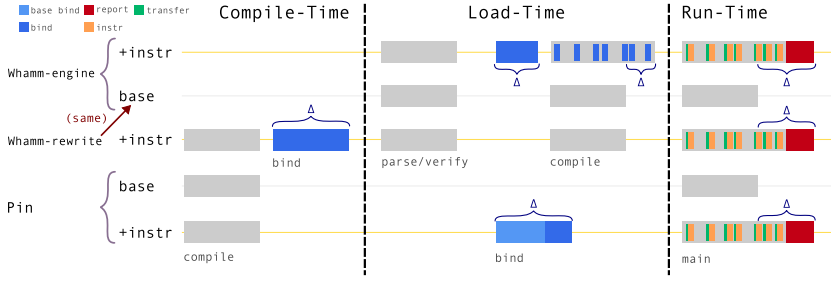 base bind report transfer
bind instr
Compile-Time Load-Time Run-Time
+instr
Whamm-engine
Δ Δ Δ
base
(same)
Δ Δ
Whamm-rewrite +instr
bind parse/verify compile
base
Pin
Δ Δ
+instr
compile bind main